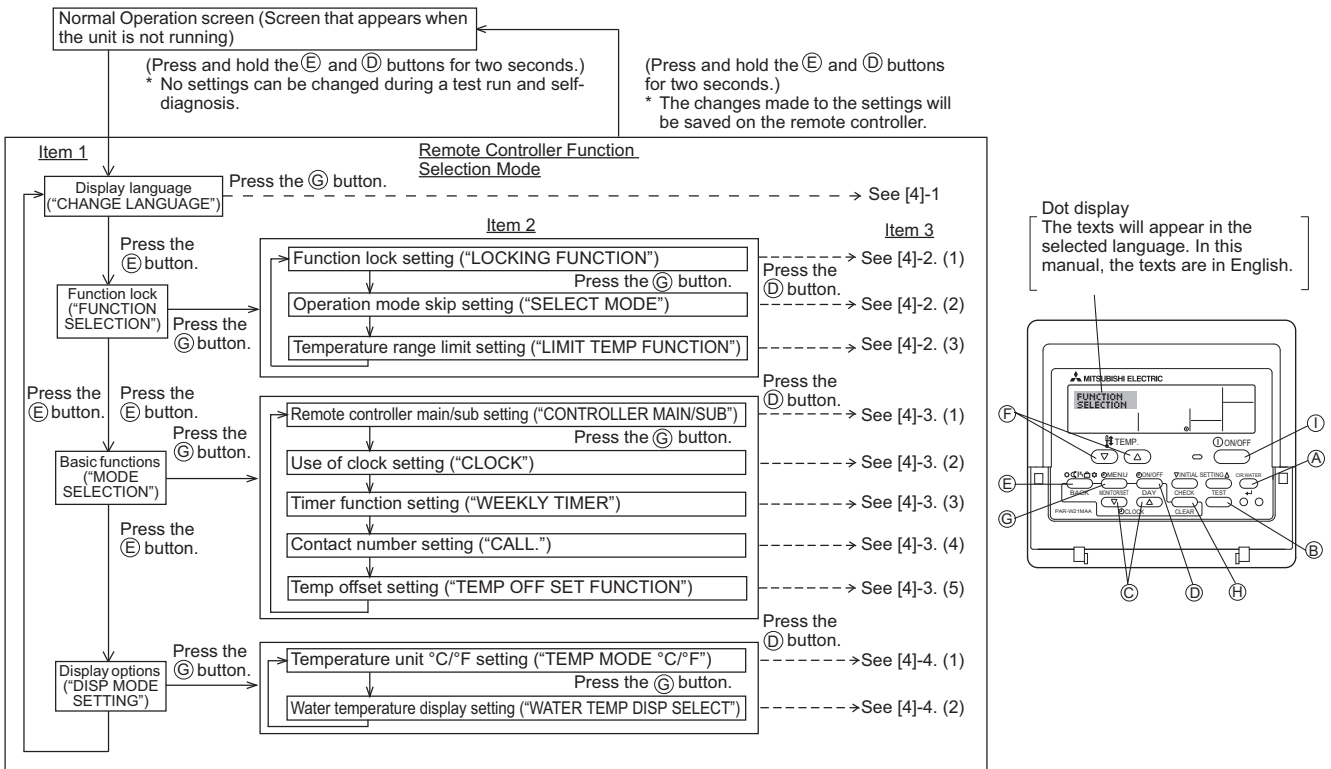 Normal Operation screen (Screen that appears when
the unit is not running)
(Press and hold the Ⓔ and Ⓓ buttons for two seconds.)
* No settings can be changed during a test run and self-
diagnosis.
(Press and hold the Ⓔ and Ⓓ buttons
for two seconds.)
* The changes made to the settings will
be saved on the remote controller.
Item 1
Remote Controller Function
Selection Mode
Display language
("CHANGE LANGUAGE")
Press the Ⓖ button.
See [4]-1
Item 2
Item 3
Press the
Ⓔ button.
Function lock
("FUNCTION
SELECTION")
Press the
Ⓖ button.
Function lock setting ("LOCKING FUNCTION")
Press the Ⓖ button.
Operation mode skip setting ("SELECT MODE")
Temperature range limit setting ("LIMIT TEMP FUNCTION")
Press the
Ⓓ button.
See [4]-2. (1)
See [4]-2. (2)
See [4]-2. (3)
Press the
Ⓔ button.
Press the
Ⓔ button.
Press the
Ⓖ button.
Basic functions
("MODE
SELECTION")
Remote controller main/sub setting ("CONTROLLER MAIN/SUB")
Press the Ⓖ button.
Use of clock setting ("CLOCK")
Timer function setting ("WEEKLY TIMER")
Contact number setting ("CALL.")
Temp offset setting ("TEMP OFF SET FUNCTION")
Press the
Ⓓ button.
See [4]-3. (1)
See [4]-3. (2)
See [4]-3. (3)
See [4]-3. (4)
See [4]-3. (5)
Press the
Ⓔ button.
Display options
("DISP MODE
SETTING")
Press the
Ⓖ button.
Temperature unit °C/°F setting ("TEMP MODE °C/°F")
Press the Ⓖ button.
Water temperature display setting ("WATER TEMP DISP SELECT")
Press the
Ⓓ button.
See [4]-4. (1)
See [4]-4. (2)
Dot display
The texts will appear in the
selected language. In this
manual, the texts are in English.
MITSUBISHI ELECTRIC
FUNCTION
SELECTION
TEMP.
ON/OFF
MENU
ON/OFF
INITIAL SETTING
CIR.WATER
BACK
MONITOR/SET
DAY
CHECK
TEST
PAR-W21MAA
CLOCK
CLEAR
Ⓕ
Ⓔ
Ⓖ
Ⓘ
Ⓐ
Ⓑ
Ⓒ
Ⓓ
Ⓗ